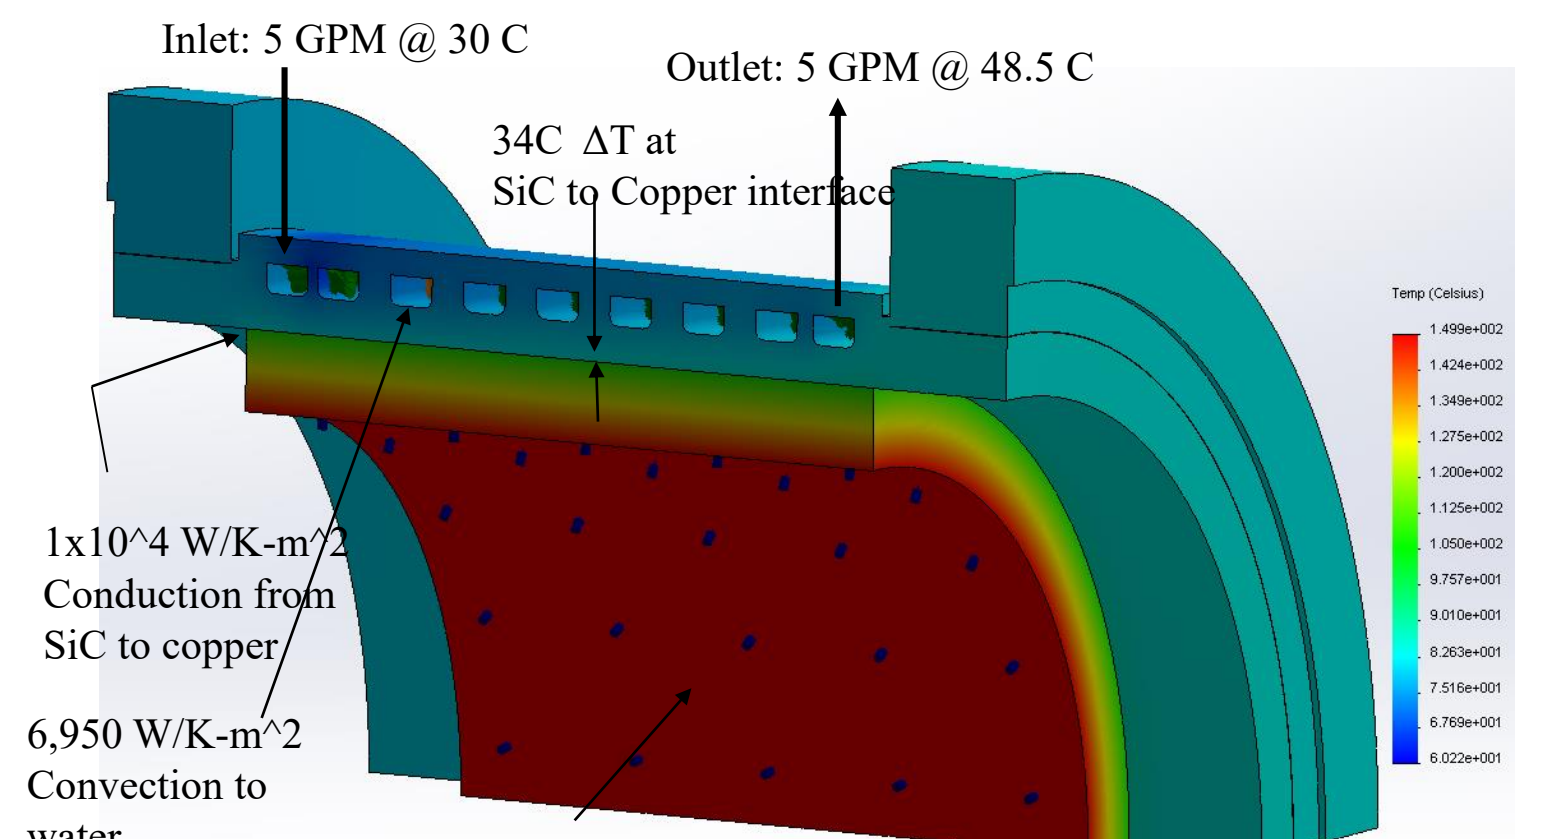 Inlet: 5 GPM @ 30 C
Outlet: 5 GPM @ 48.5 C
34C ΔT at
SiC to Copper interface
Temp (Celsius)
1.499e+002
1.424e+002
1.349e+002
1.275e+002
1.200e+002
1.125e+002
1.050e+002
9.757e+001
9.010e+001
8.263e+001
7.516e+001
6.769e+001
6.022e+001
1x10^4 W/K-m^2
Conduction from
SiC to copper
6,950 W/K-m^2
Convection to
water